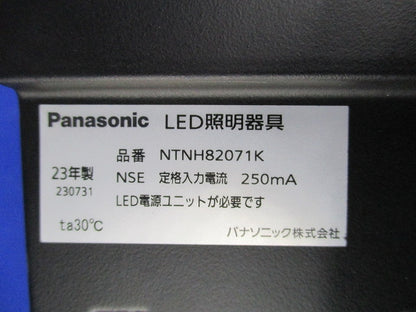 Panasonic LED照明器具
品番 NTNH82071K
23年製 NSE 定格入力電流 250mA
230731
LED電源ユニットが必要です
ta30℃
パナソニック株式会社